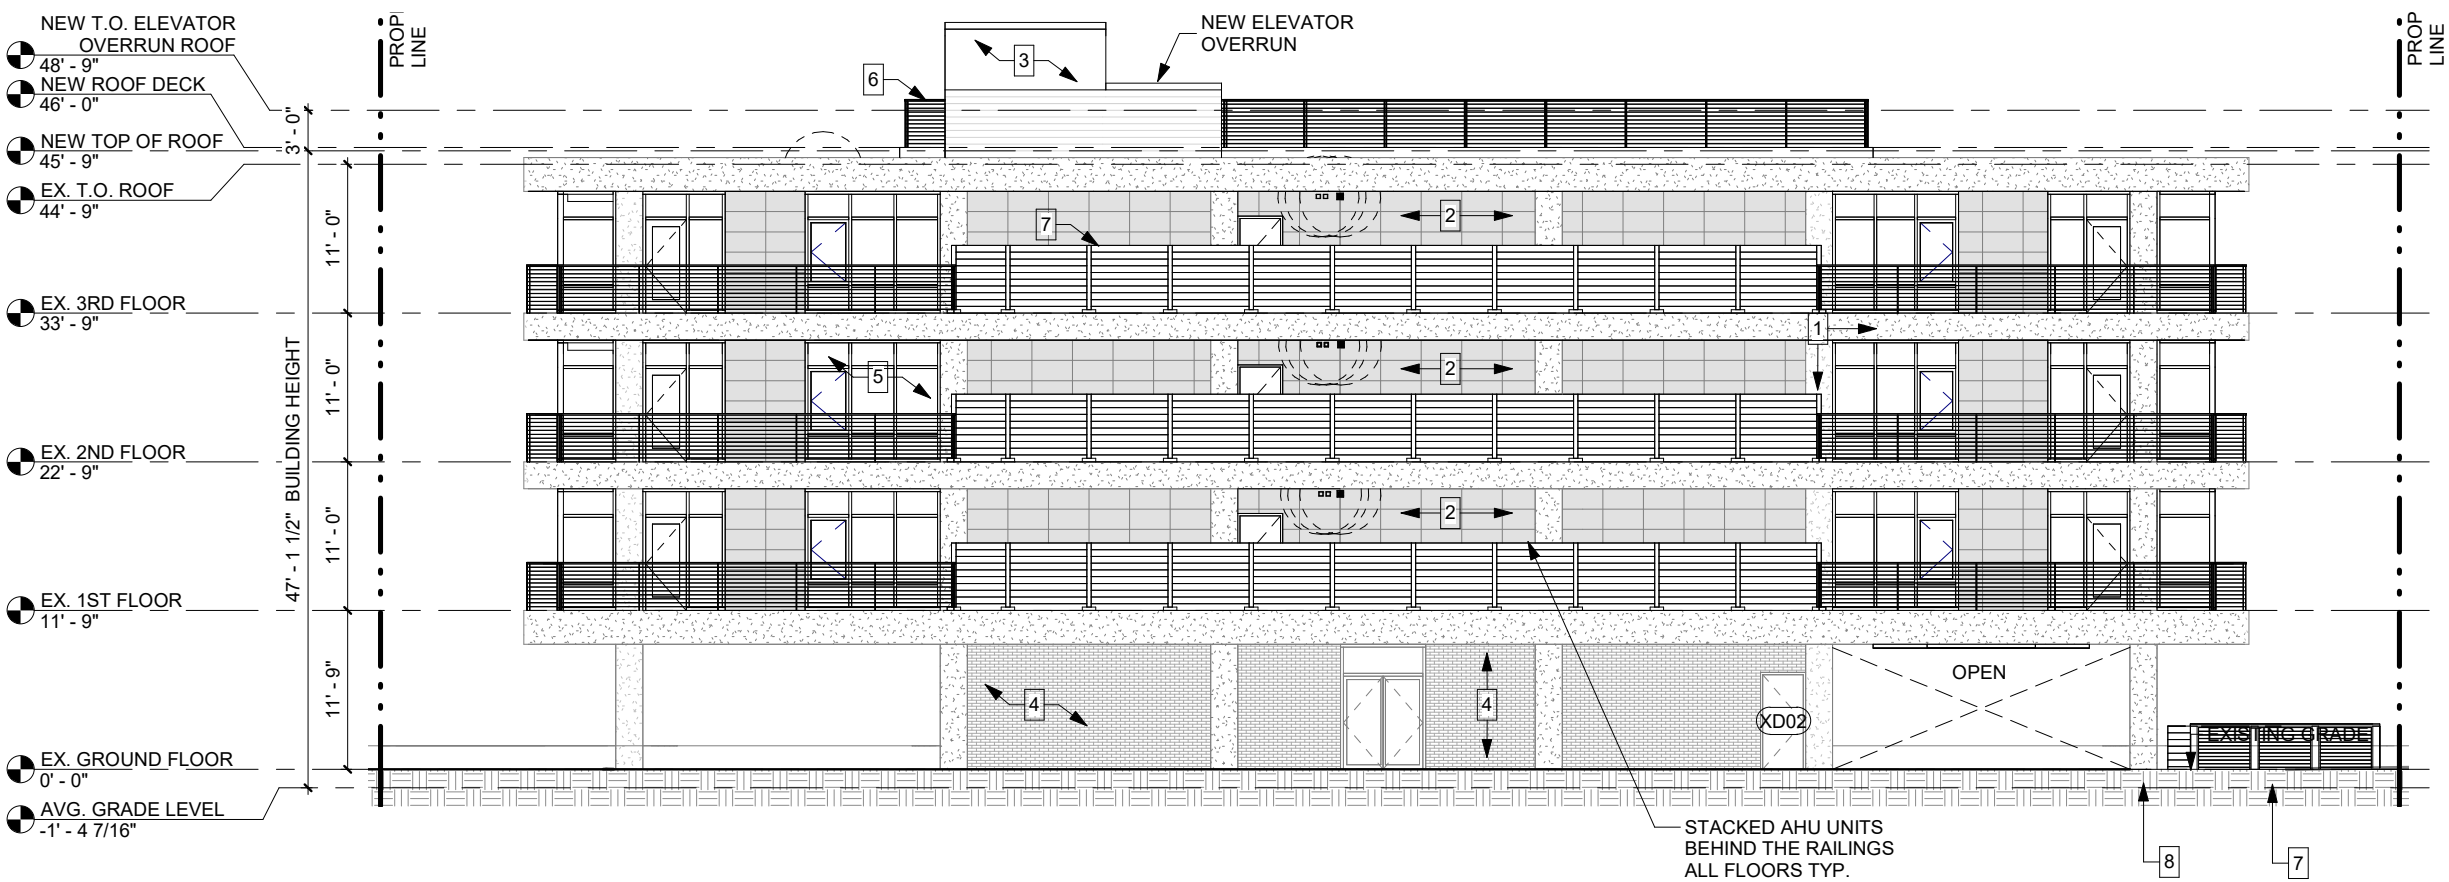 NEW T.O. ELEVATOR
OVERRUN ROOF
48' - 9"
NEW ROOF DECK
46' - 0"
NEW TOP OF ROOF
45' - 9"
EX. T.O. ROOF
44' - 9"
EX. 3RD FLOOR
33' - 9"
EX. 2ND FLOOR
22' - 9"
EX. 1ST FLOOR
11' - 9"
EX. GROUND FLOOR
0' - 0"
AVG. GRADE LEVEL
-1' - 4 7/16"
3' - 0"
47' - 1 1/2" BUILDING HEIGHT
11' - 0"
11' - 0"
11' - 0"
11' - 9"
PROP
LINE
NEW ELEVATOR
OVERRUN
3
6
7
2
1
5
2
2
4
4
XD02
OPEN
EXISTING GRADE
STACKED AHU UNITS
BEHIND THE RAILINGS
ALL FLOORS TYP.
8
7
PROP
LINE